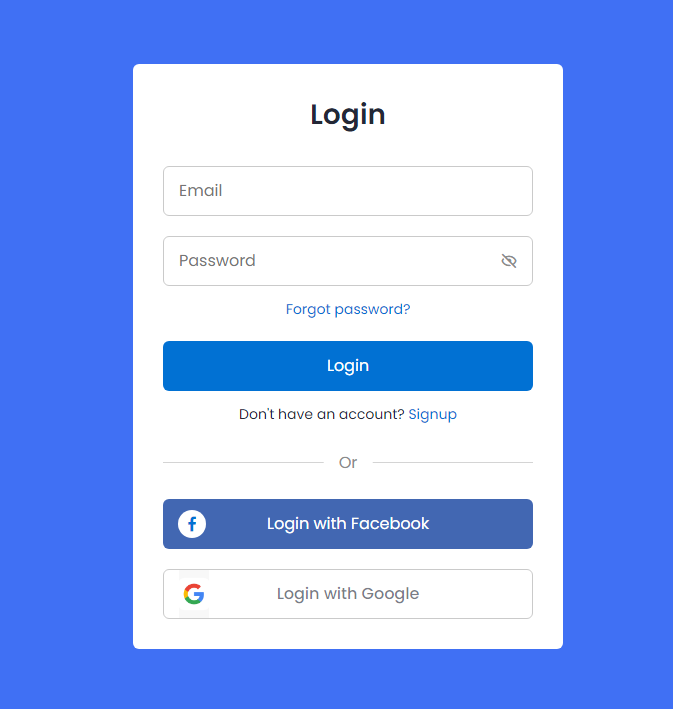 Login
Email
Password
Forgot password?
Login
Don't have an account? Signup
Or
Login with Facebook
Login with Google